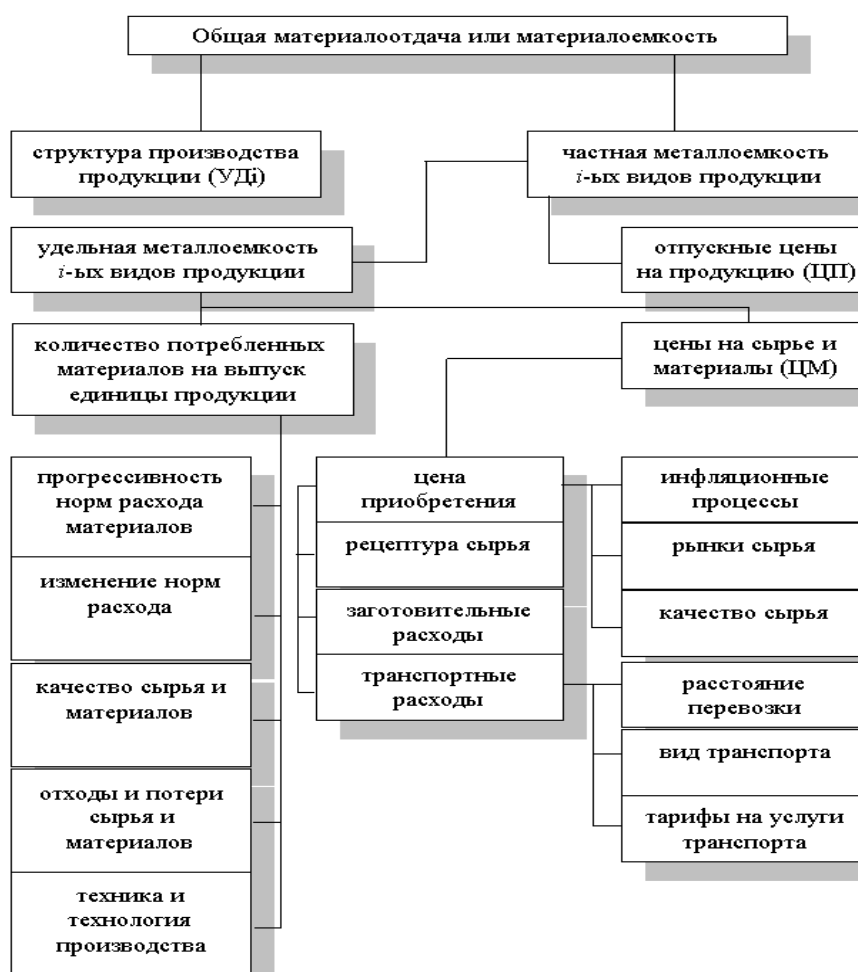 Общая материалоотдача или материалоемкость
структура производства
продукции (УДi)
частная металлоемкость
i-ых видов продукции
удельная металлоемкость
i-ых видов продукции
отпускные цены
на продукцию (ЦП)
количество потребленных
материалов на выпуск
единицы продукции
цены на сырье и
материалы (ЦМ)
прогрессивность
норм расхода
материалов
изменение норм
расхода
качество сырья и
материалов
отходы и потери
сырья и
материалов
техника и
технология
производства
цена
приобретения
рецептура сырья
заготовительные
расходы
транспортные
расходы
инфляционные
процессы
рынки сырья
качество сырья
расстояние
перевозки
вид транспорта
тарифы на услуги
транспорта